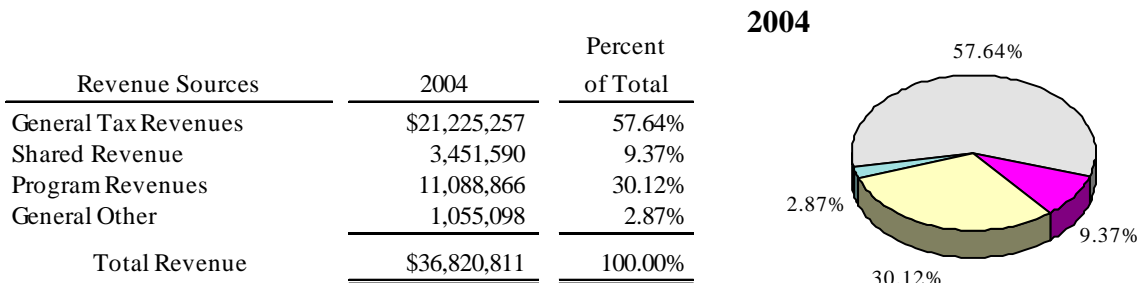 2004
Percent
Revenue Sources 2004 of Total
General Tax Revenues $21,225,257 57.64%
Shared Revenue 3,451,590 9.37%
Program Revenues 11,088,866 30.12%
General Other 1,055,098 2.87%
Total Revenue $36,820,811 100.00%
57.64%
2.87%
9.37%
30.12%